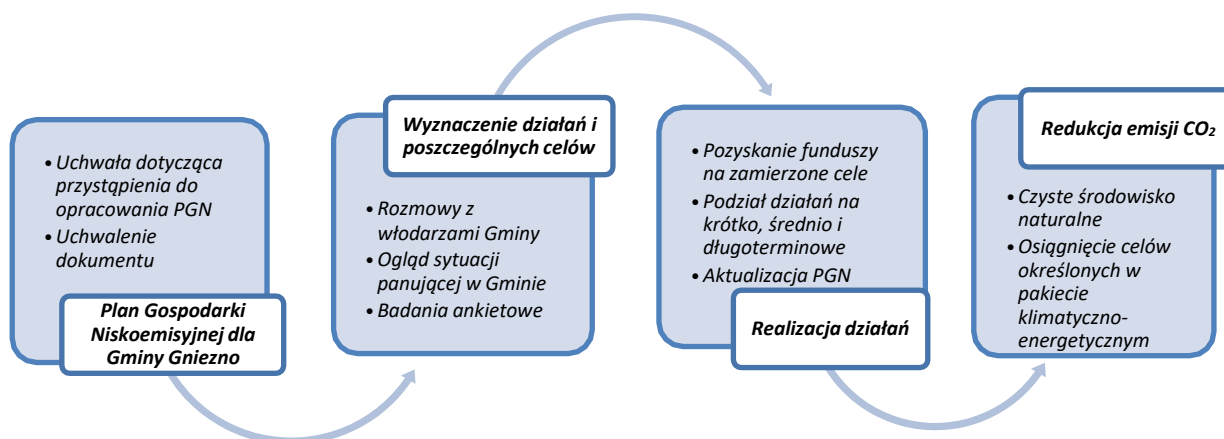 • Uchwała dotycząca
przystąpienia do
opracowania PGN
• Uchwalenie
dokumentu
Plan Gospodarki
Niskoemisyjnej dla
Gminy Gniezno
Wyznaczenie działań i
poszczególnych celów
• Rozmowy z
włodarzami Gminy
• Ogląd sytuacji
panującej w Gminie
• Badania ankietowe
• Pozyskanie funduszy
na zamierzone cele
• Podział działań na
krótko, średnio i
długoterminowe
• Aktualizacja PGN
Realizacja działań
Redukcja emisji CO₂
• Czyste środowisko
naturalne
• Osiągnięcie celów
określonych w
pakiecie
klimatyczno-
energetycznym